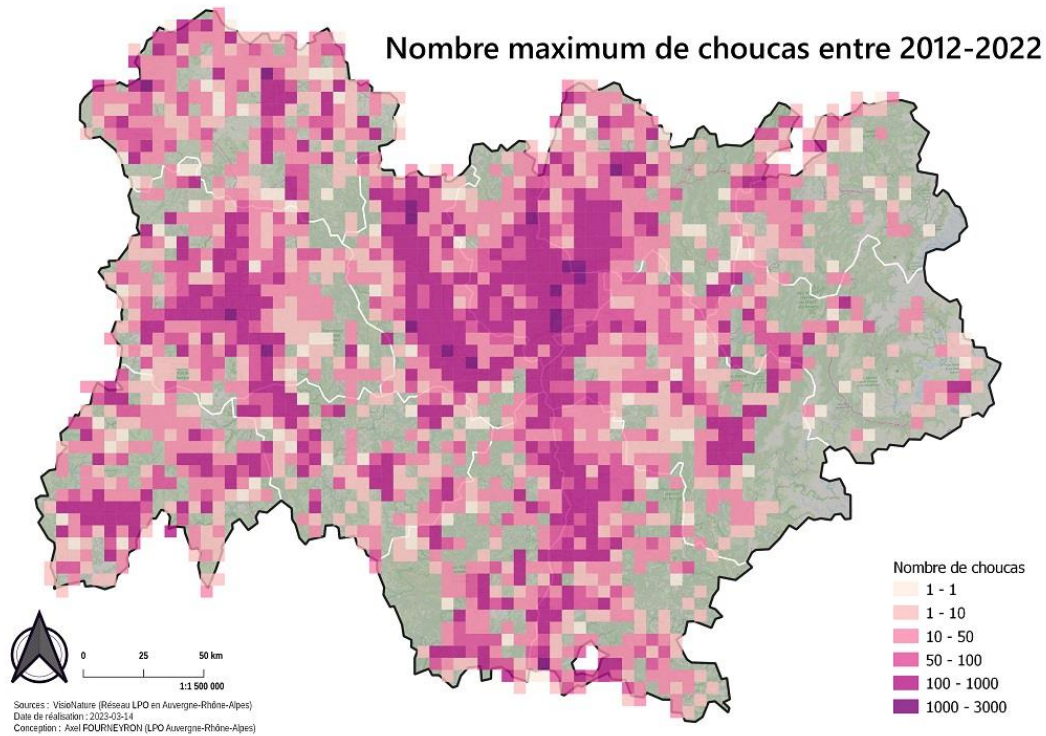 Nombre maximum de choucas entre 2012-2022
Nombre de choucas
1 - 1
1 - 10
10 - 50
50 - 100
100 - 1000
1000 - 3000
0 25 50 km
1:1 500 000
Sources : VisioNature (Réseau LPO en Auvergne-Rhône-Alpes)
Date de réalisation : 2023-03-14
Conception : Axel FOURNEYRON (LPO Auvergne-Rhône-Alpes)